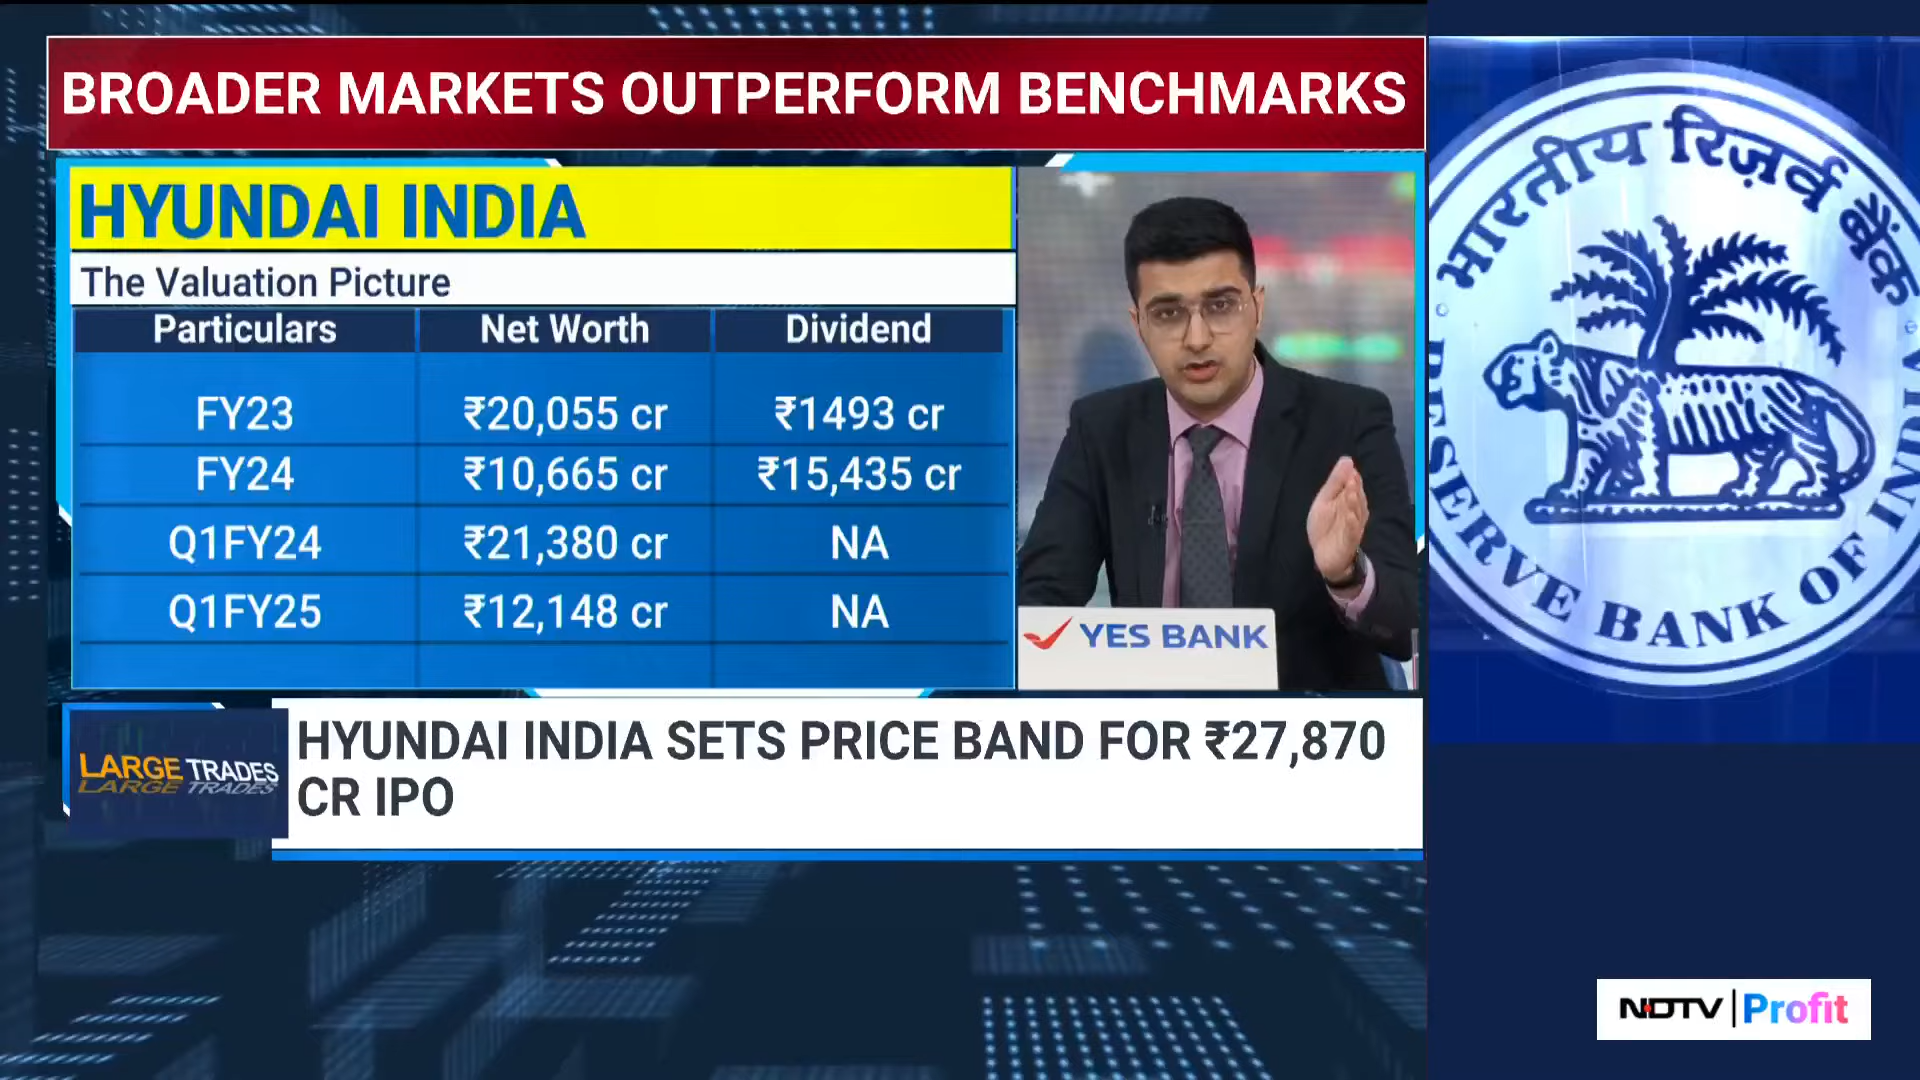 BROADER MARKETS OUTPERFORM BENCHMARKS
HYUNDAI INDIA
The Valuation Picture
Particulars Net Worth Dividend
FY23 ₹20,055 cr ₹1493 cr
FY24 ₹10,665 cr ₹15,435 cr
Q1FY24 ₹21,380 cr NA
Q1FY25 ₹12,148 cr NA
YES BANK
LARGE TRADES
HYUNDAI INDIA SETS PRICE BAND FOR ₹27,870
CR IPO
भारतीय रिज़र्व बैंक
RESERVE BANK OF INDIA
NDTV Profit